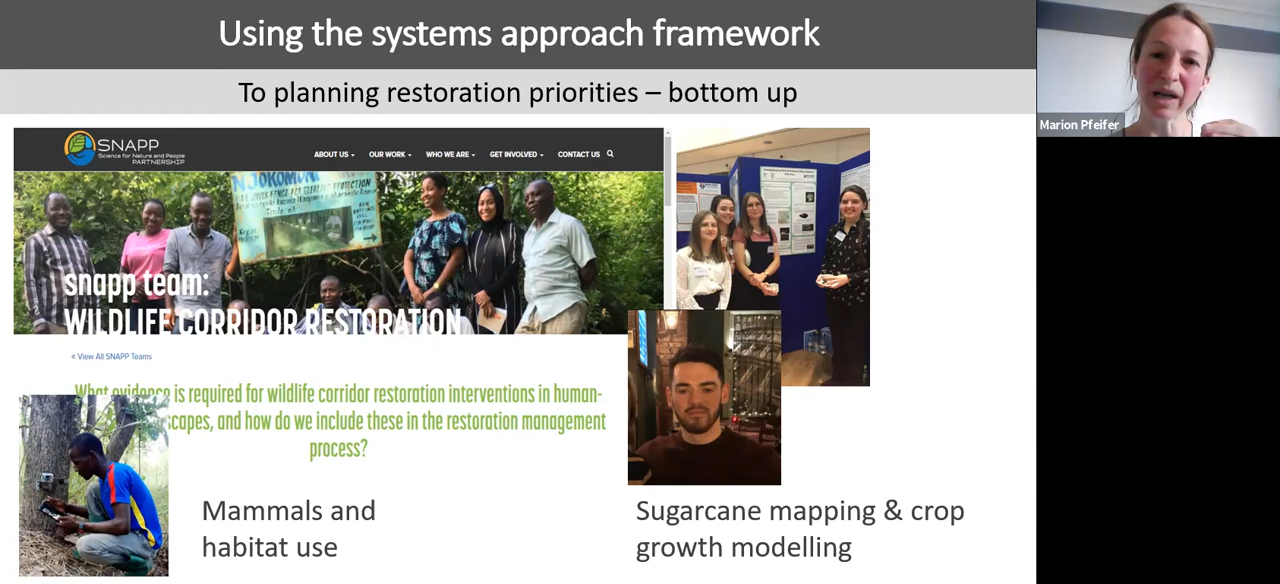 Using the systems approach framework
To planning restoration priorities – bottom up
SNAPP
Science for Nature and People
PARTNERSHIP
ABOUT US
OUR WORK
WHO WE ARE
GET INVOLVED
CONTACT US
NJOKOMONI
snapp team:
WILDLIFE CORRIDOR RESTORATION
« View All SNAPP Teams
What evidence is required for wildlife corridor restoration interventions in human-
scapes, and how do we include these in the restoration management
process?
Mammals and
habitat use
Sugarcane mapping & crop
growth modelling
Marion Pfeifer